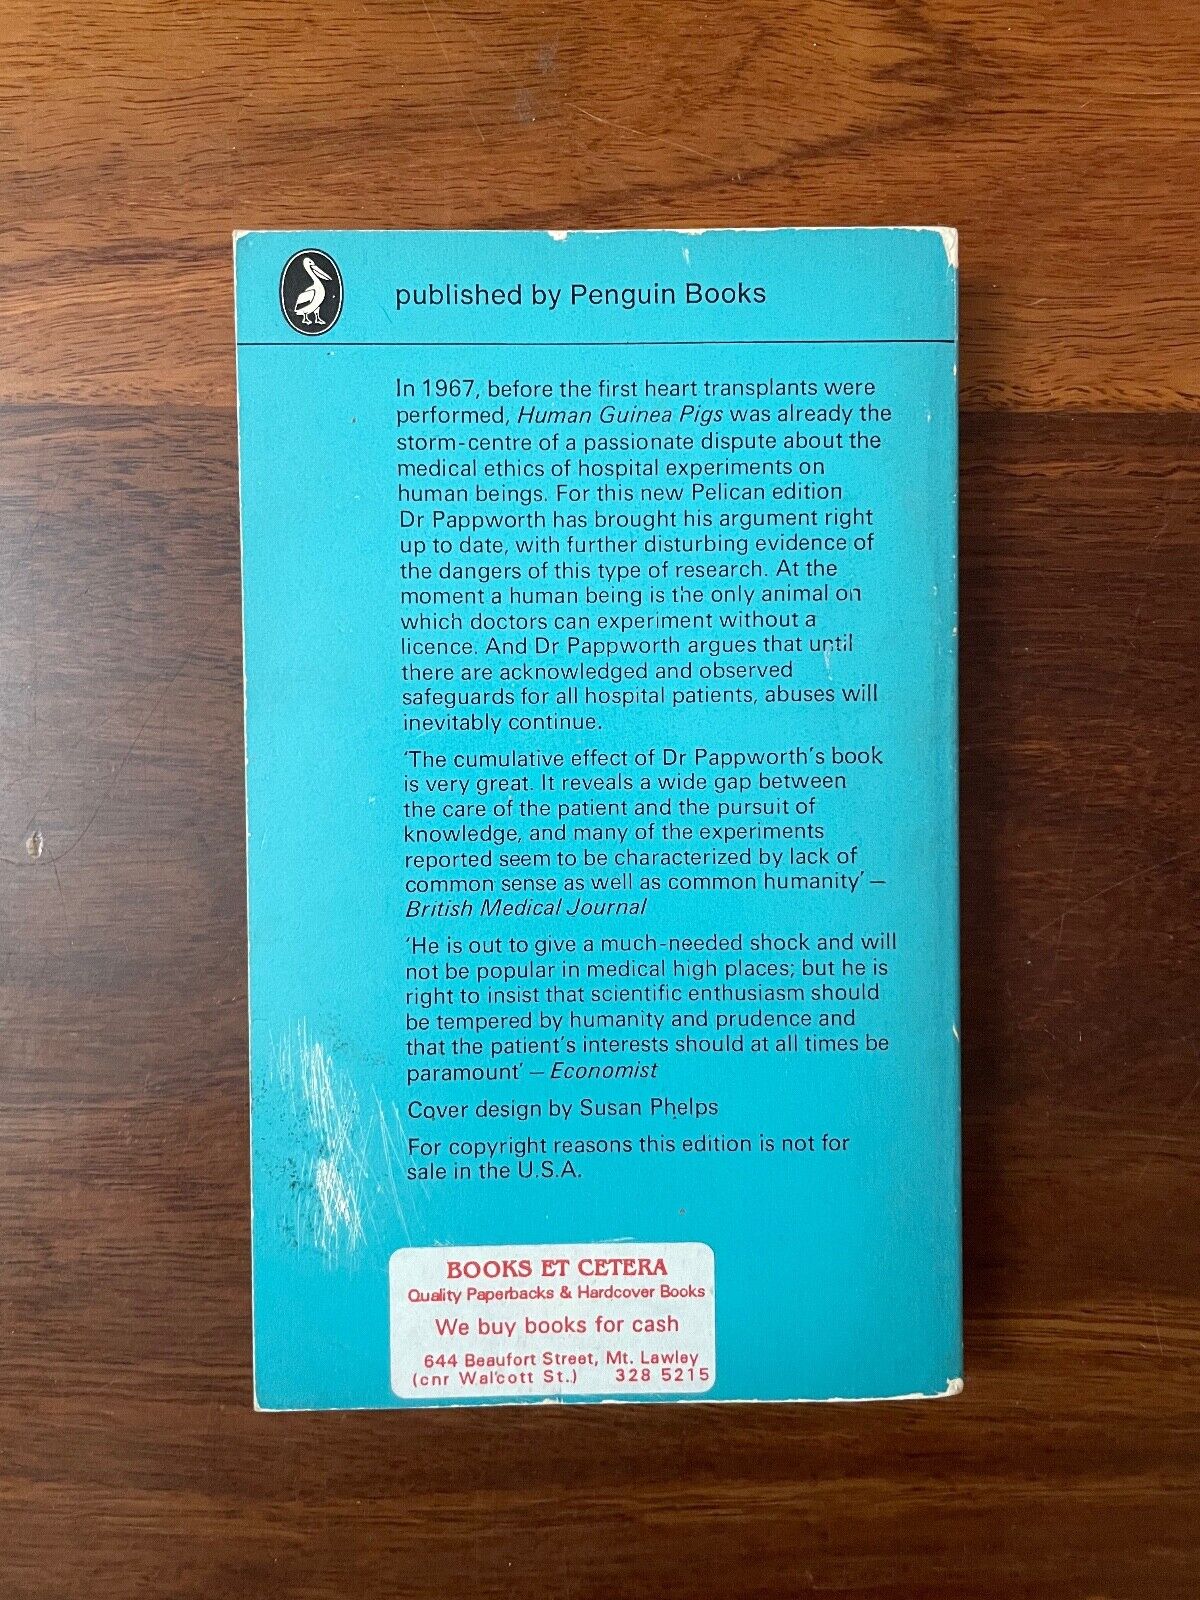 published by Penguin Books
In 1967, before the first heart transplants were
performed, Human Guinea Pigs was already the
storm-centre of a passionate dispute about the
medical ethics of hospital experiments on
human beings. For this new Pelican edition
Dr Pappworth has brought his argument right
up to date, with further disturbing evidence of
the dangers of this type of research. At the
moment a human being is the only animal on
which doctors can experiment without a
licence. And Dr Pappworth argues that until
there are acknowledged and observed
safeguards for all hospital patients, abuses will
inevitably continue.
'The cumulative effect of Dr Pappworth's book
is very great. It reveals a wide gap between
the care of the patient and the pursuit of
knowledge, and many of the experiments
reported seem to be characterized by lack of
common sense as well as common humanity' –
British Medical Journal
'He is out to give a much-needed shock and will
not be popular in medical high places; but he is
right to insist that scientific enthusiasm should
be tempered by humanity and prudence and
that the patient's interests should at all times be
paramount' – Economist
Cover design by Susan Phelps
For copyright reasons this edition is not for
sale in the U.S.A.
BOOKS ET CETERA
Quality Paperbacks & Hardcover Books
We buy books for cash
644 Beaufort Street, Mt. Lawley
(cnr Walcott St.) 328 5215